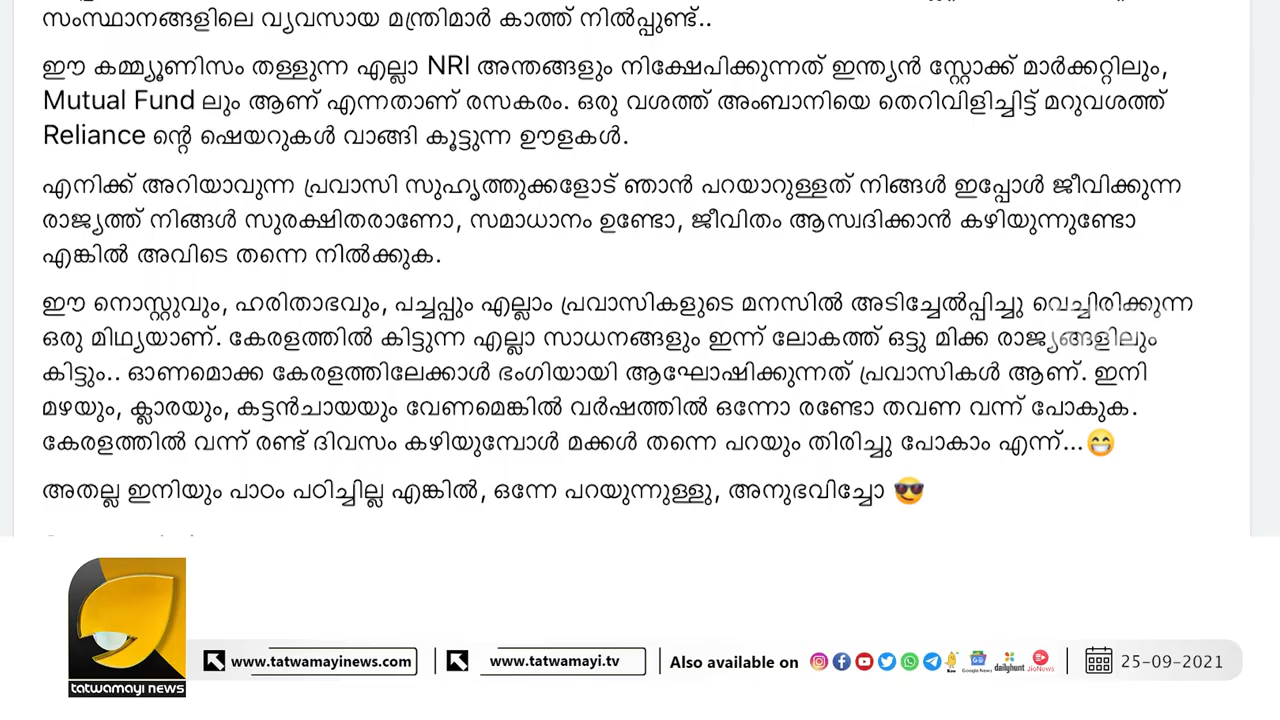 സംസ്ഥാനങ്ങളിലെ വ്യവസായ മന്ത്രിമാർ കാത്ത് നിൽപ്പുണ്ട്..
ഈ കമ്മ്യൂണിസം തള്ളുന്ന എല്ലാ NRI അന്തങ്ങളും നിക്ഷേപിക്കുന്നത് ഇന്ത്യൻ സ്റ്റോക്ക് മാർക്കറ്റിലും,
Mutual Fund ലും ആണ് എന്നതാണ് രസകരം. ഒരു വശത്ത് അംബാനിയെ തെറിവിളിച്ചിട്ട് മറുവശത്ത്
Reliance ന്റെ ഷെയറുകൾ വാങ്ങി കൂട്ടുന്ന ഊളകൾ.
എനിക്ക് അറിയാവുന്ന പ്രവാസി സുഹൃത്തുക്കളോട് ഞാൻ പറയാറുള്ളത് നിങ്ങൾ ഇപ്പോൾ ജീവിക്കുന്ന
രാജ്യത്ത് നിങ്ങൾ സുരക്ഷിതരാണോ, സമാധാനം ഉണ്ടോ, ജീവിതം ആസ്വദിക്കാൻ കഴിയുന്നുണ്ടോ
എങ്കിൽ അവിടെ തന്നെ നിൽക്കുക.
ഈ നൊസ്റ്റുവും, ഹരിതാഭവും, പച്ചപ്പും എല്ലാം പ്രവാസികളുടെ മനസിൽ അടിച്ചേൽപ്പിച്ചു വെച്ചിരിക്കുന്ന
ഒരു മിഥ്യയാണ്. കേരളത്തിൽ കിട്ടുന്ന എല്ലാ സാധനങ്ങളും ഇന്ന് ലോകത്ത് ഒട്ടു മിക്ക രാജ്യങ്ങളിലും
കിട്ടും.. ഓണമൊക്ക കേരളത്തിലേക്കാൾ ഭംഗിയായി ആഘോഷിക്കുന്നത് പ്രവാസികൾ ആണ്. ഇനി
മഴയും, ക്ലാരയും, കട്ടൻചായയും വേണമെങ്കിൽ വർഷത്തിൽ ഒന്നോ രണ്ടോ തവണ വന്ന് പോകുക.
കേരളത്തിൽ വന്ന് രണ്ട് ദിവസം കഴിയുമ്പോൾ മക്കൾ തന്നെ പറയും തിരിച്ചു പോകാം എന്ന്...😁
അതല്ല ഇനിയും പാഠം പഠിച്ചില്ല എങ്കിൽ, ഒന്നേ പറയുന്നുള്ളു, അനുഭവിച്ചോ 😎
tatwamayi news
www.tatwamayinews.com
www.tatwamayi.tv
Also available on
Google News
dailyhunt
JioNews
25-09-2021